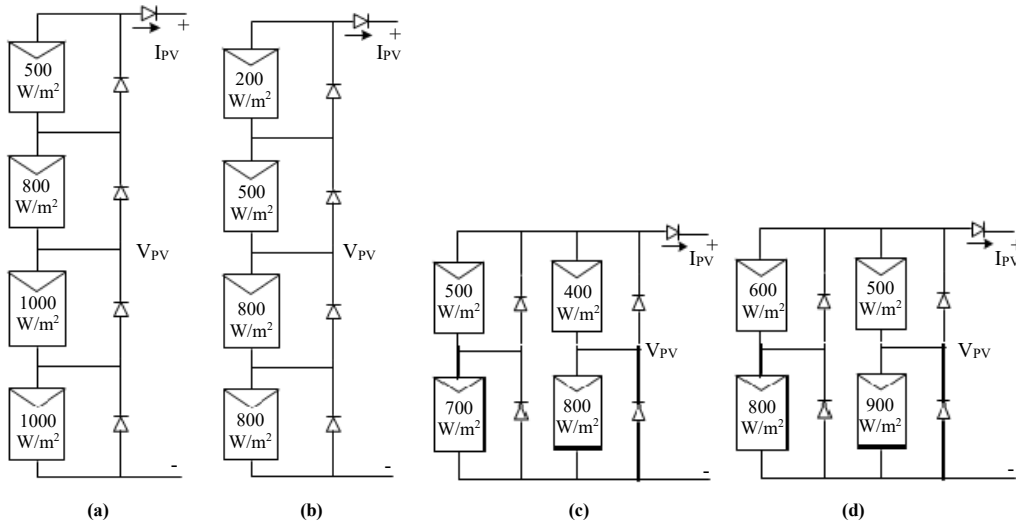 +
IPV
500
W/m²
800
W/m²
VPV
1000
W/m²
1000
W/m²
-
(a)
+
IPV
200
W/m²
500
W/m²
VPV
800
W/m²
800
W/m²
-
(b)
+
IPV
500
W/m²
400
W/m²
VPV
700
W/m²
800
W/m²
-
(c)
+
IPV
600
W/m²
500
W/m²
VPV
800
W/m²
900
W/m²
-
(d)